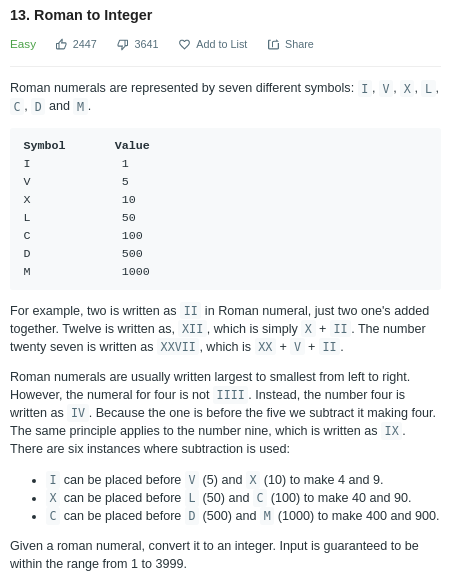 13. Roman to Integer
Easy 2447 3641 Add to List Share
Roman numerals are represented by seven different symbols: I, V, X, L,
C, D and M.
Symbol Value
I 1
V 5
X 10
L 50
C 100
D 500
M 1000
For example, two is written as II in Roman numeral, just two one's added
together. Twelve is written as, XII, which is simply X + II. The number
twenty seven is written as XXVII, which is XX + V + II.
Roman numerals are usually written largest to smallest from left to right.
However, the numeral for four is not IIII. Instead, the number four is
written as IV. Because the one is before the five we subtract it making four.
The same principle applies to the number nine, which is written as IX.
There are six instances where subtraction is used:
• I can be placed before V (5) and X (10) to make 4 and 9.
• X can be placed before L (50) and C (100) to make 40 and 90.
• C can be placed before D (500) and M (1000) to make 400 and 900.
Given a roman numeral, convert it to an integer. Input is guaranteed to be
within the range from 1 to 3999.